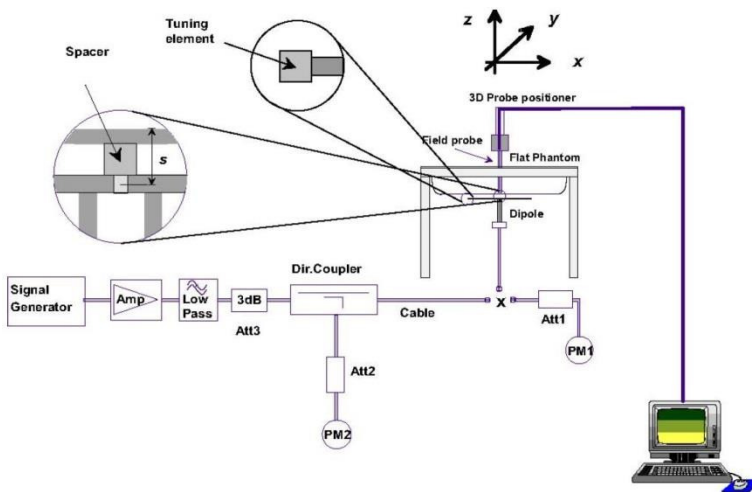 Tuning
element
Spacer
z
y
x
3D Probe positioner
Field probe
Flat Phantom
s
Dipole
Dir.Coupler
Signal
Generator
Amp
Low
Pass
3dB
Att3
Cable
x
Att1
PM1
Att2
PM2